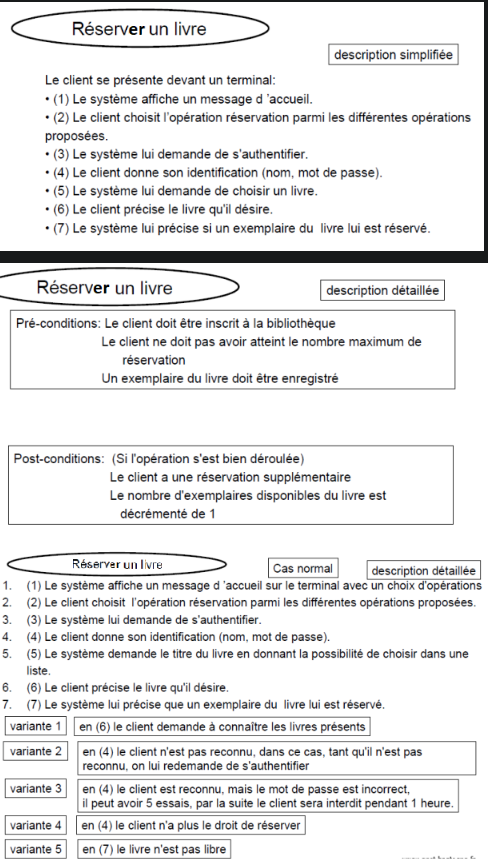 Réserver un livre
description simplifiée
Le client se présente devant un terminal:
• (1) Le système affiche un message d 'accueil.
• (2) Le client choisit l'opération réservation parmi les différentes opérations
proposées.
• (3) Le système lui demande de s'authentifier.
• (4) Le client donne son identification (nom, mot de passe).
• (5) Le système lui demande de choisir un livre.
• (6) Le client précise le livre qu'il désire.
• (7) Le système lui précise si un exemplaire du livre lui est réservé.
Réserver un livre
description détaillée
Pré-conditions: Le client doit être inscrit à la bibliothèque
Le client ne doit pas avoir atteint le nombre maximum de
réservation
Un exemplaire du livre doit être enregistré
Post-conditions: (Si l'opération s'est bien déroulée)
Le client a une réservation supplémentaire
Le nombre d'exemplaires disponibles du livre est
décrémenté de 1
Réserver un livre
Cas normal
description détaillée
1. (1) Le système affiche un message d 'accueil sur le terminal avec un choix d'opérations
2. (2) Le client choisit l'opération réservation parmi les différentes opérations proposées.
3. (3) Le système lui demande de s'authentifier.
4. (4) Le client donne son identification (nom, mot de passe).
5. (5) Le système demande le titre du livre en donnant la possibilité de choisir dans une
liste.
6. (6) Le client précise le livre qu'il désire.
7. (7) Le système lui précise que un exemplaire du livre lui est réservé.
variante 1 en (6) le client demande à connaître les livres présents
variante 2 en (4) le client n'est pas reconnu, dans ce cas, tant qu'il n'est pas
reconnu, on lui redemande de s'authentifier
variante 3 en (4) le client est reconnu, mais le mot de passe est incorrect,
il peut avoir 5 essais, par la suite le client sera interdit pendant 1 heure.
variante 4 en (4) le client n'a plus le droit de réserver
variante 5 en (7) le livre n'est pas libre